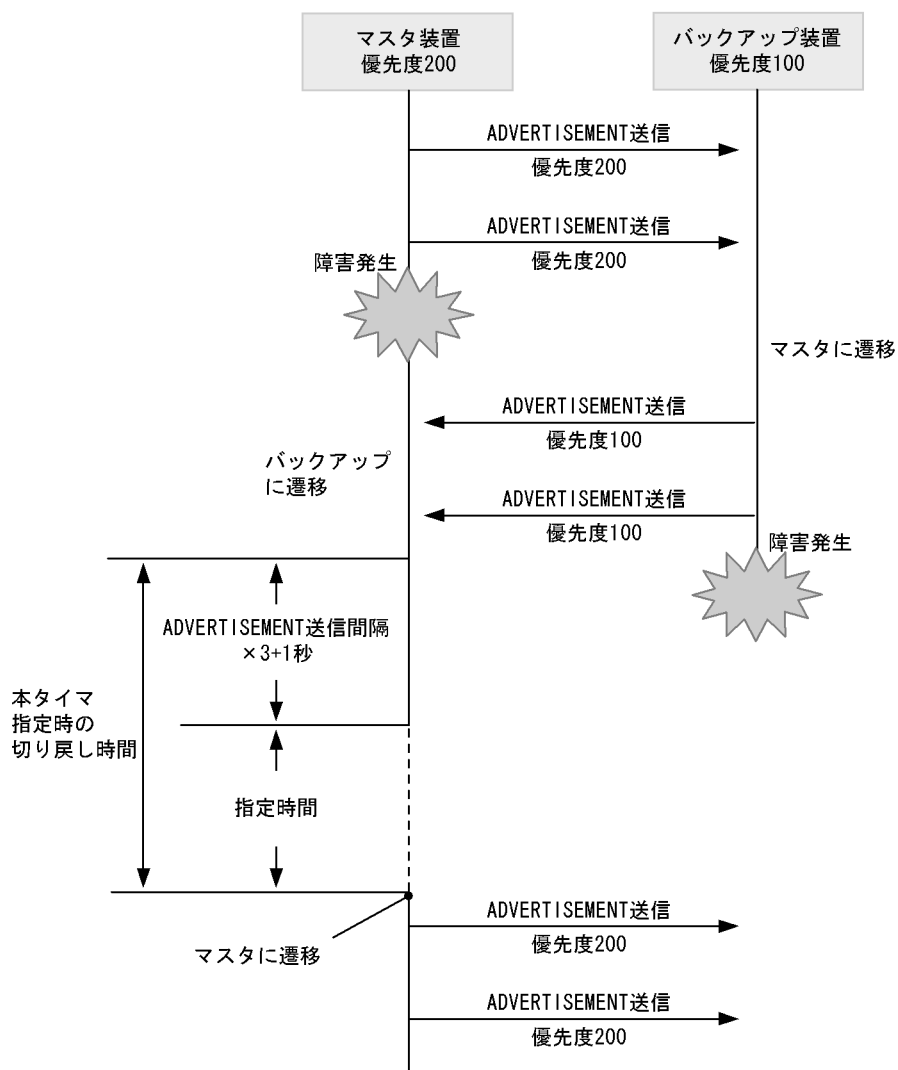 マスタ装置
優先度200
バックアップ装置
優先度100
ADVERTISEMENT送信
優先度200
ADVERTISEMENT送信
優先度200
障害発生
マスタに遷移
ADVERTISEMENT送信
優先度100
バックアップ
に遷移
ADVERTISEMENT送信
優先度100
障害発生
ADVERTISEMENT送信間隔
×3+1秒
本タイマ
指定時の
切り戻し時間
指定時間
ADVERTISEMENT送信
優先度200
マスタに遷移
ADVERTISEMENT送信
優先度200